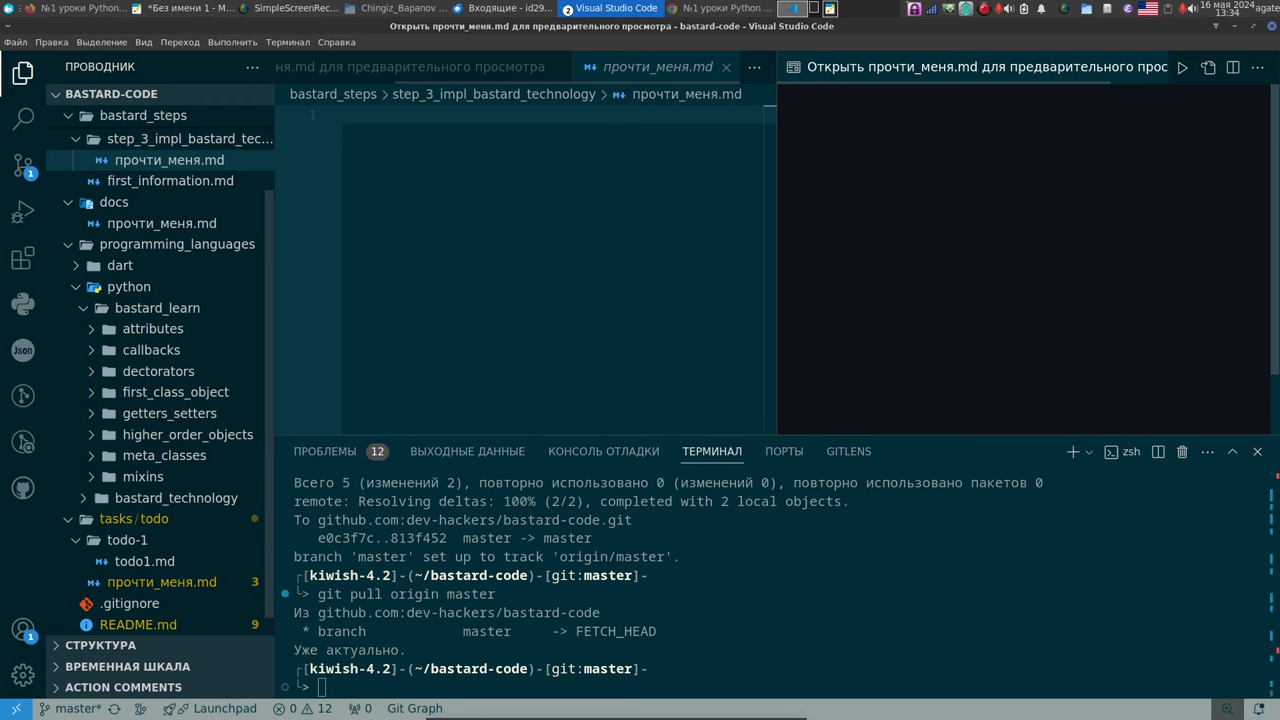 №1 уроки Python...
*Без имени 1 - M...
SimpleScreenRec...
Chingiz_Bapanov ...
Входящие - id29...
2 Visual Studio Code
№1 уроки Python...
16 мая 2024
13:34
agate
Открыть прочти_меня.md для предварительного просмотра - bastard-code - Visual Studio Code
Файл Правка Выделение Вид Переход Выполнить Терминал Справка
ПРОВОДНИК
ня.md для предварительного просмотра
прочти_меня.md
Открыть прочти_меня.md для предварительного прос
BASTARD-CODE
bastard_steps > step_3_impl_bastard_technology > прочти_меня.md
1
bastard_steps
step_3_impl_bastard_tec...
прочти_меня.md
first_information.md
docs
прочти_меня.md
programming_languages
dart
python
bastard_learn
attributes
callbacks
dectorators
first_class_object
getters_setters
higher_order_objects
meta_classes
mixins
bastard_technology
tasks/todo
todo-1
todo1.md
прочти_меня.md 3
.gitignore
README.md 9
СТРУКТУРА
ВРЕМЕННАЯ ШКАЛА
ACTION COMMENTS
1
Json
1
ПРОБЛЕМЫ 12 ВЫХОДНЫЕ ДАННЫЕ КОНСОЛЬ ОТЛАДКИ ТЕРМИНАЛ ПОРТЫ GITLENS
zsh
Всего 5 (изменений 2), повторно использовано 0 (изменений 0), повторно использовано пакетов 0
remote: Resolving deltas: 100% (2/2), completed with 2 local objects.
To github.com:dev-hackers/bastard-code.git
e0c3f7c..813f452 master -> master
branch 'master' set up to track 'origin/master'.
┌[kiwish-4.2]-(~/bastard-code)-[git:master]-
└> git pull origin master
Из github.com:dev-hackers/bastard-code
* branch master -> FETCH_HEAD
Уже актуально.
┌[kiwish-4.2]-(~/bastard-code)-[git:master]-
└>
master* Launchpad 0 12 0 Git Graph